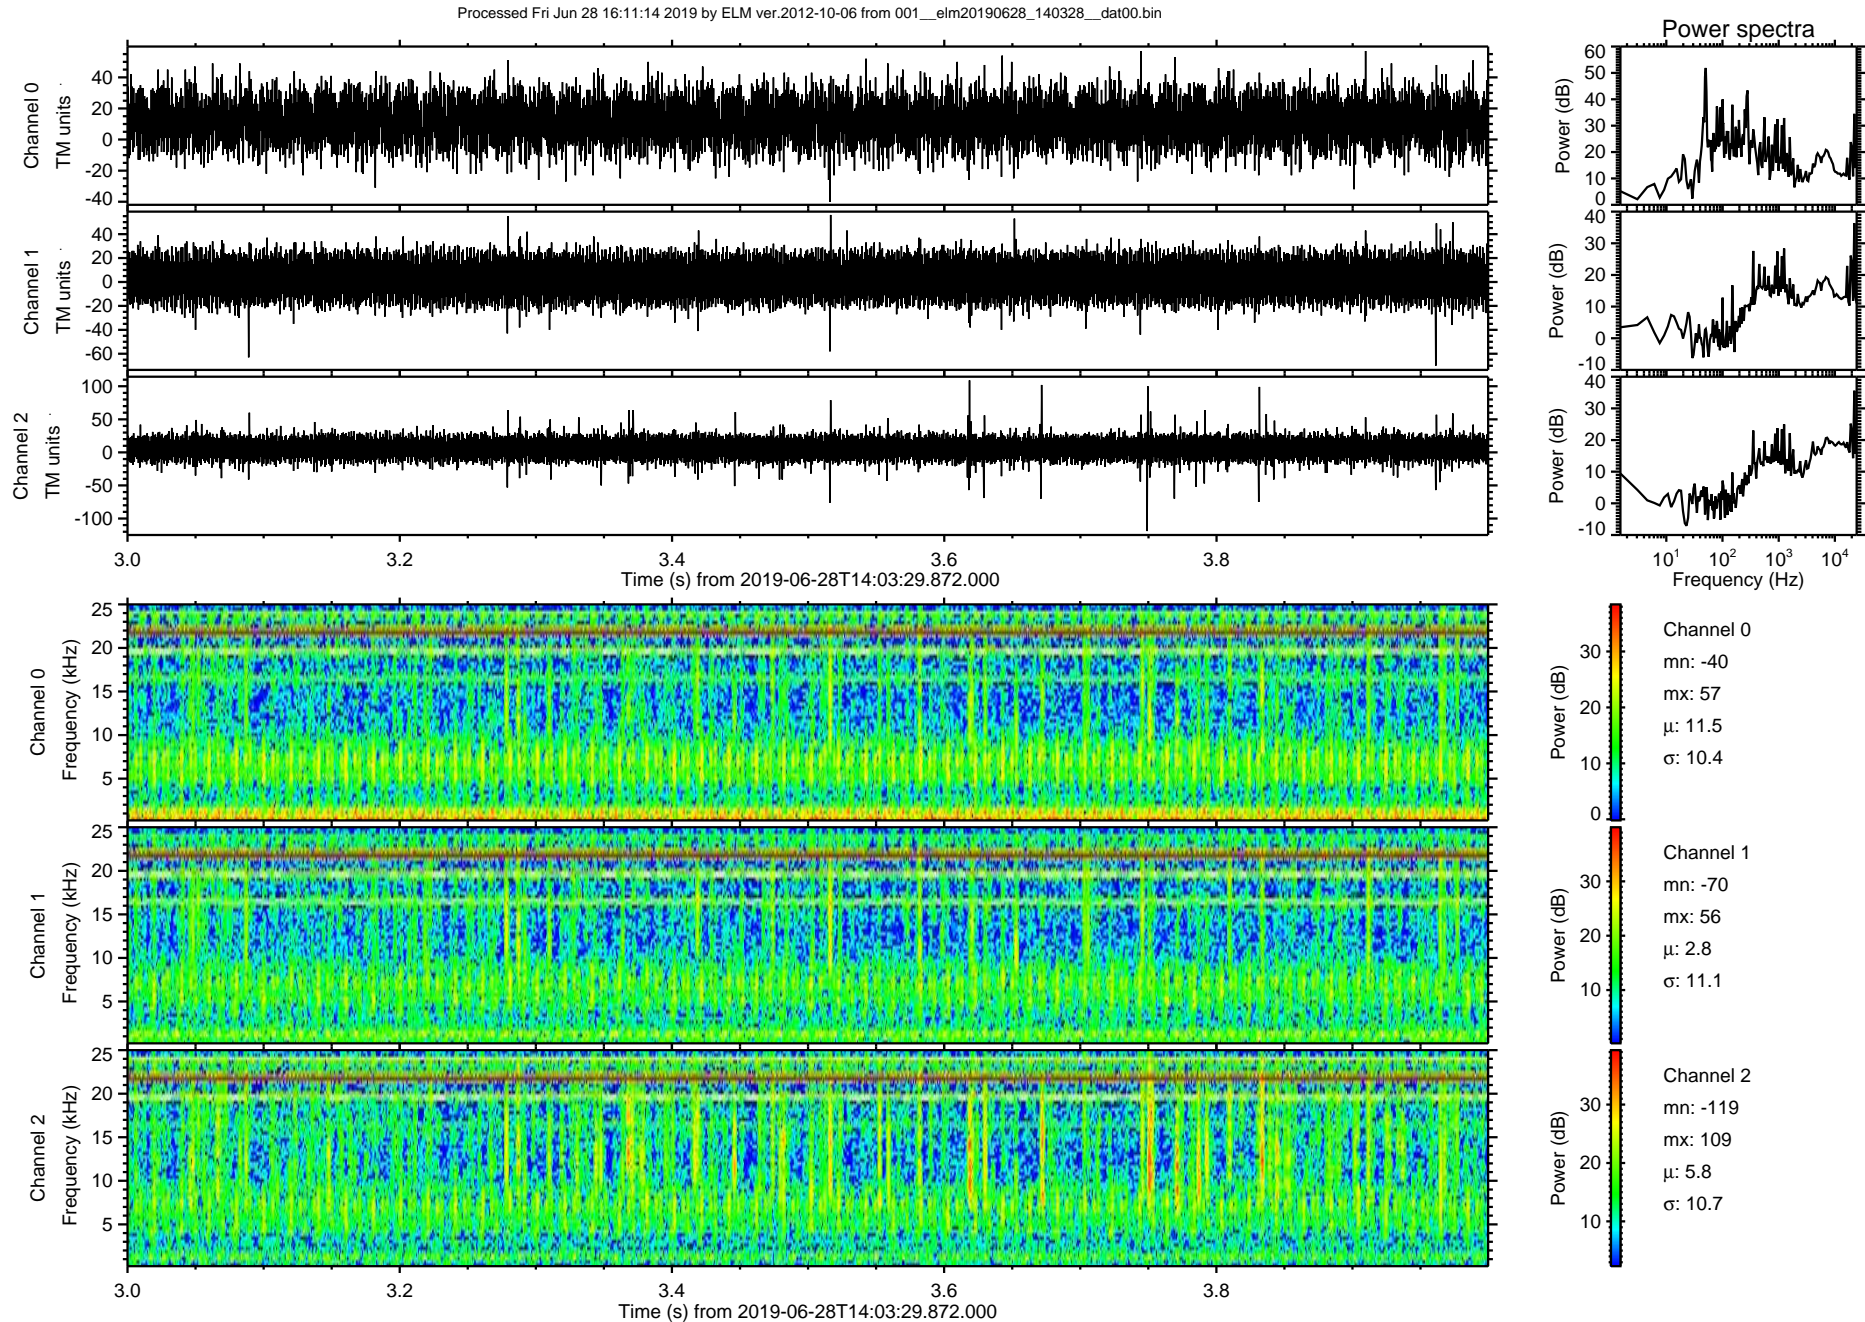 Processed Fri Jun 28 16:11:14 2019 by ELM ver.2012-10-06 from 001__elm20190628_140328__dat00.bin
Power spectra
Channel 0
TM units
40
20
0
-20
-40
Power (dB)
60
50
40
30
20
10
0
Channel 1
TM units
40
20
0
-20
-40
-60
Power (dB)
40
30
20
10
0
-10
Channel 2
TM units
100
50
0
-50
-100
Power (dB)
40
30
20
10
0
-10
3.0 3.2 3.4 3.6 3.8
Time (s) from 2019-06-28T14:03:29.872.000
10^1 10^2 10^3 10^4
Frequency (Hz)
Channel 0
Frequency (kHz)
25
20
15
10
5
Power (dB)
30
20
10
0
Channel 0
mn: -40
mx: 57
μ: 11.5
σ: 10.4
Channel 1
Frequency (kHz)
25
20
15
10
5
Power (dB)
30
20
10
Channel 1
mn: -70
mx: 56
μ: 2.8
σ: 11.1
Channel 2
Frequency (kHz)
25
20
15
10
5
Power (dB)
30
20
10
Channel 2
mn: -119
mx: 109
μ: 5.8
σ: 10.7
3.0 3.2 3.4 3.6 3.8
Time (s) from 2019-06-28T14:03:29.872.000